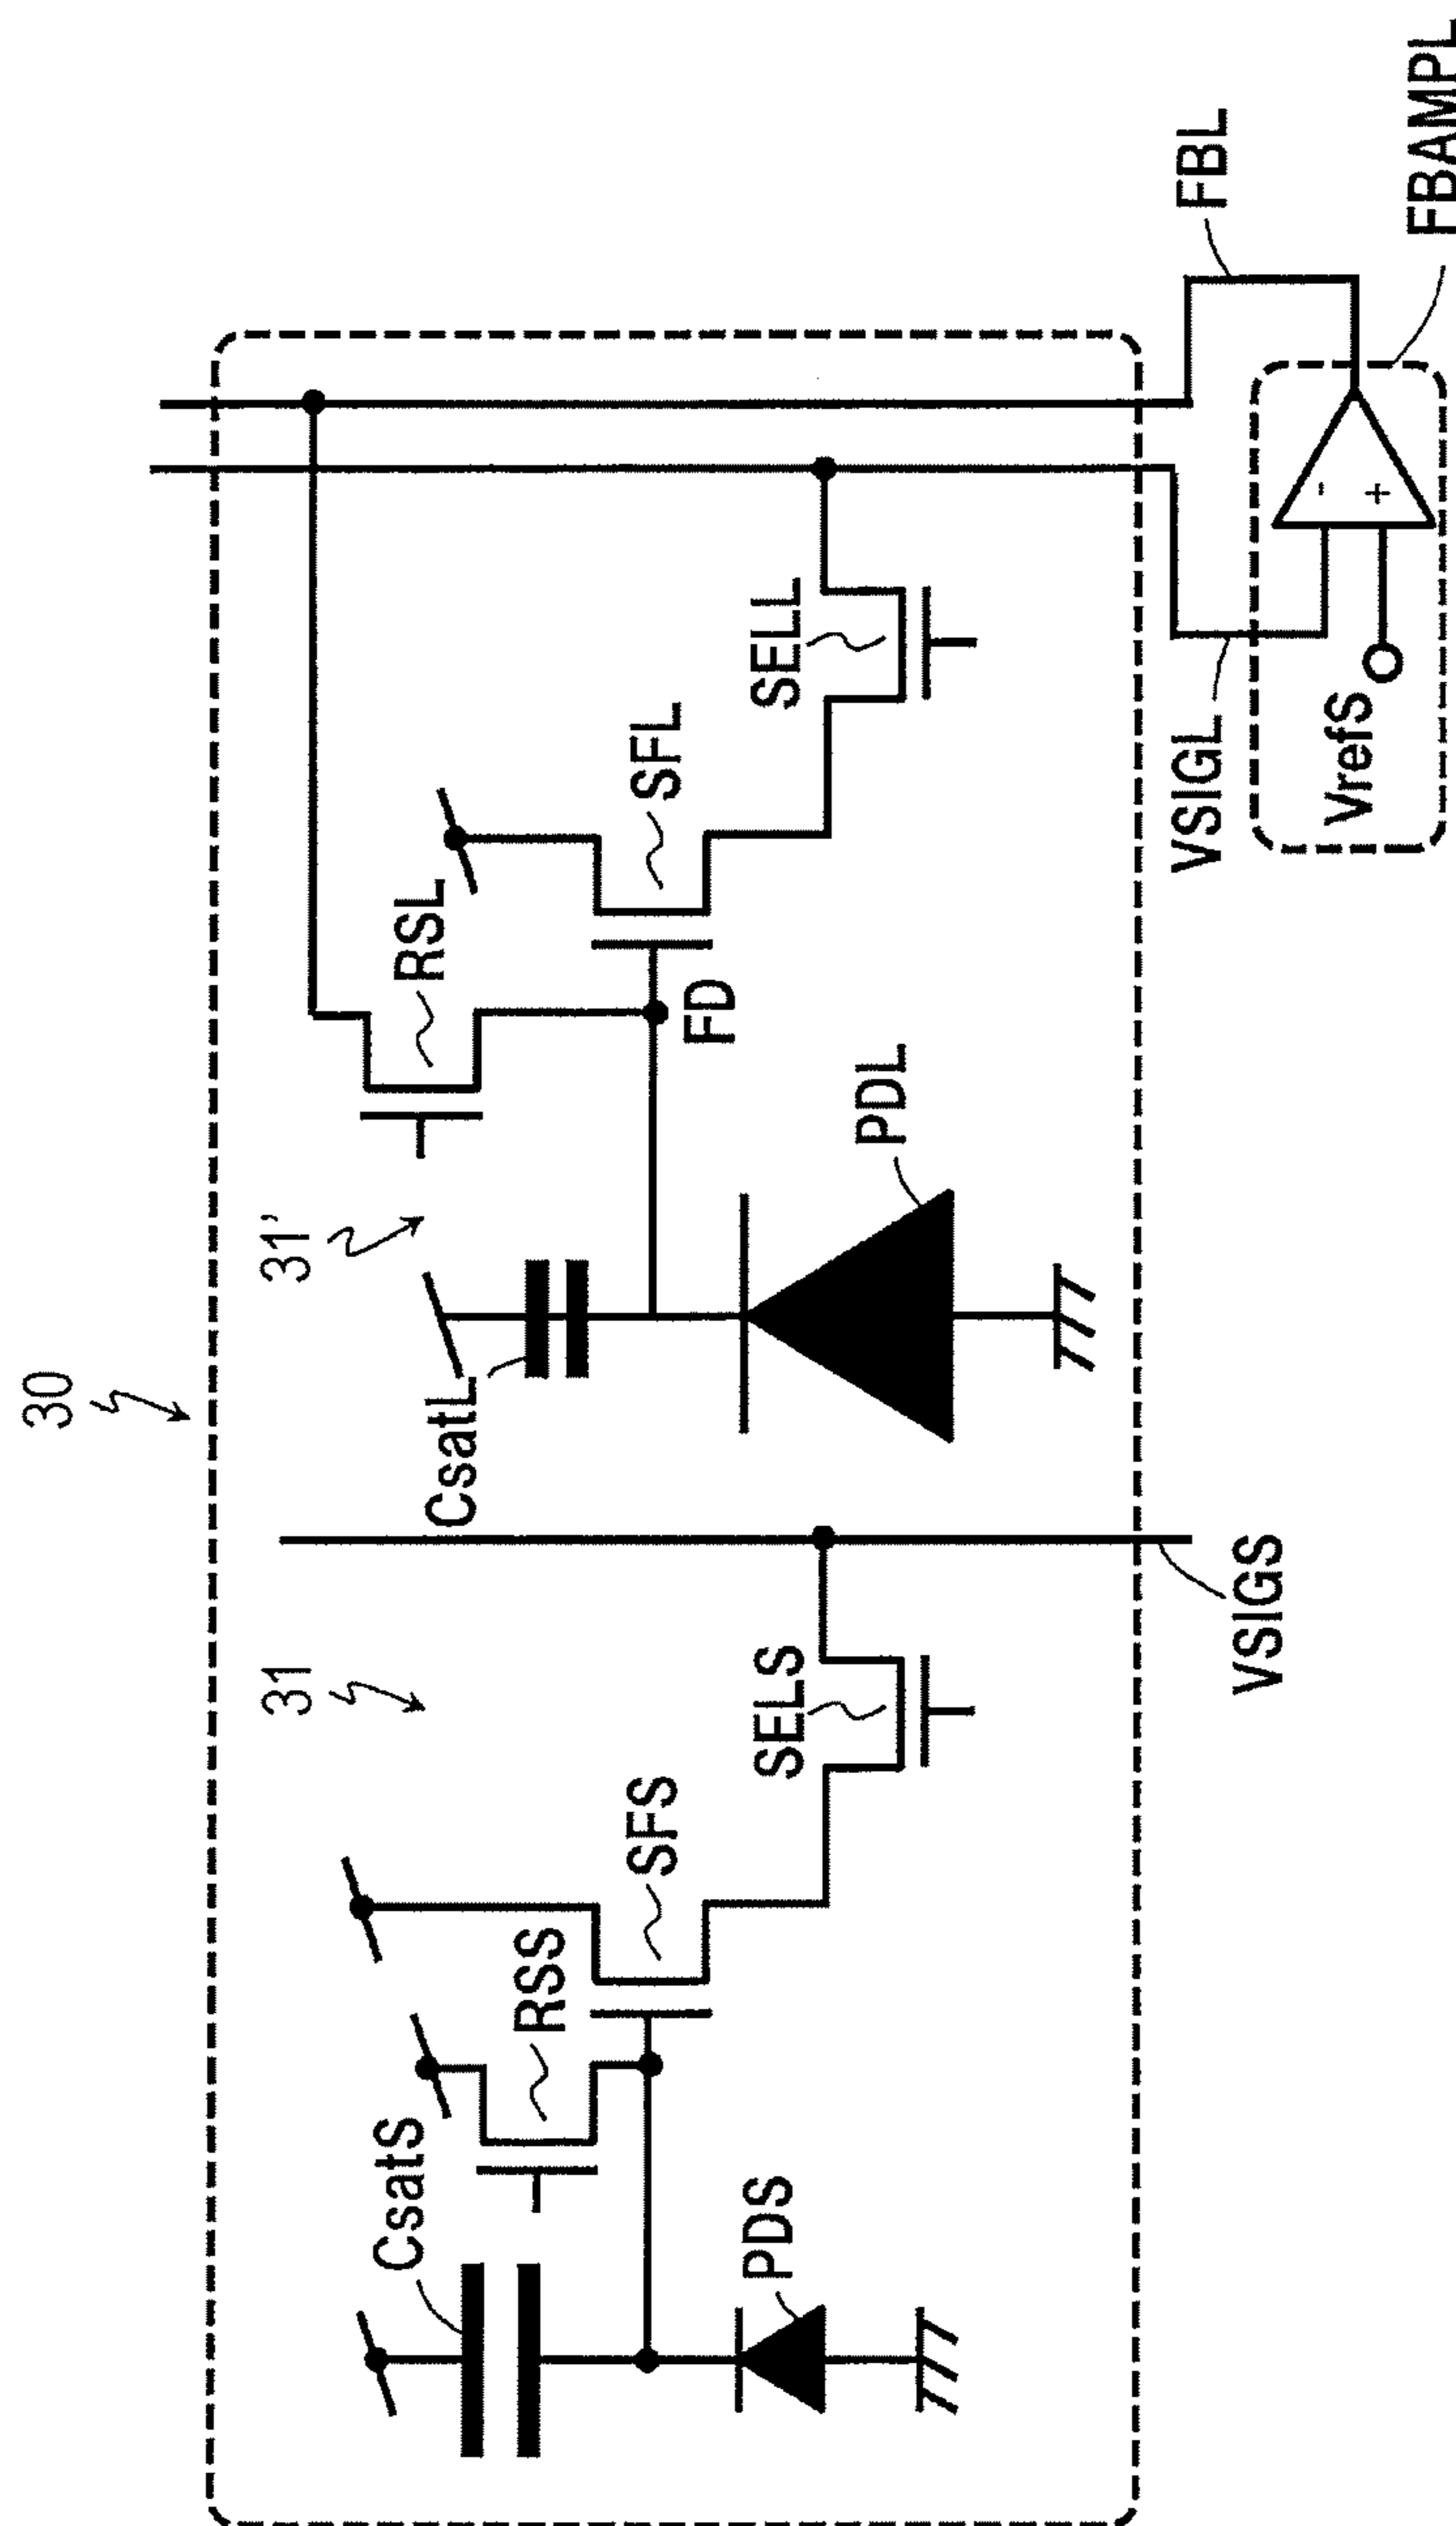 30
31
31'
CsatS
RSS
SFS
SELS
PDS
VSIGS
CsatL
RSL
SFL
SELL
FD
PDL
VSIGL
FBL
VrefS
-
+
FBAMPL